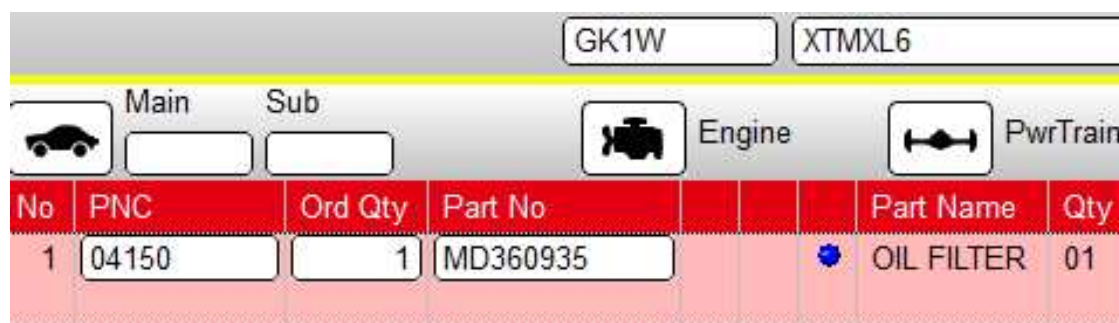 GK1W XTMXL6
Main Sub
Engine PwrTrain
No PNC Ord Qty Part No Part Name Qty
1 04150 1 MD360935 OIL FILTER 01